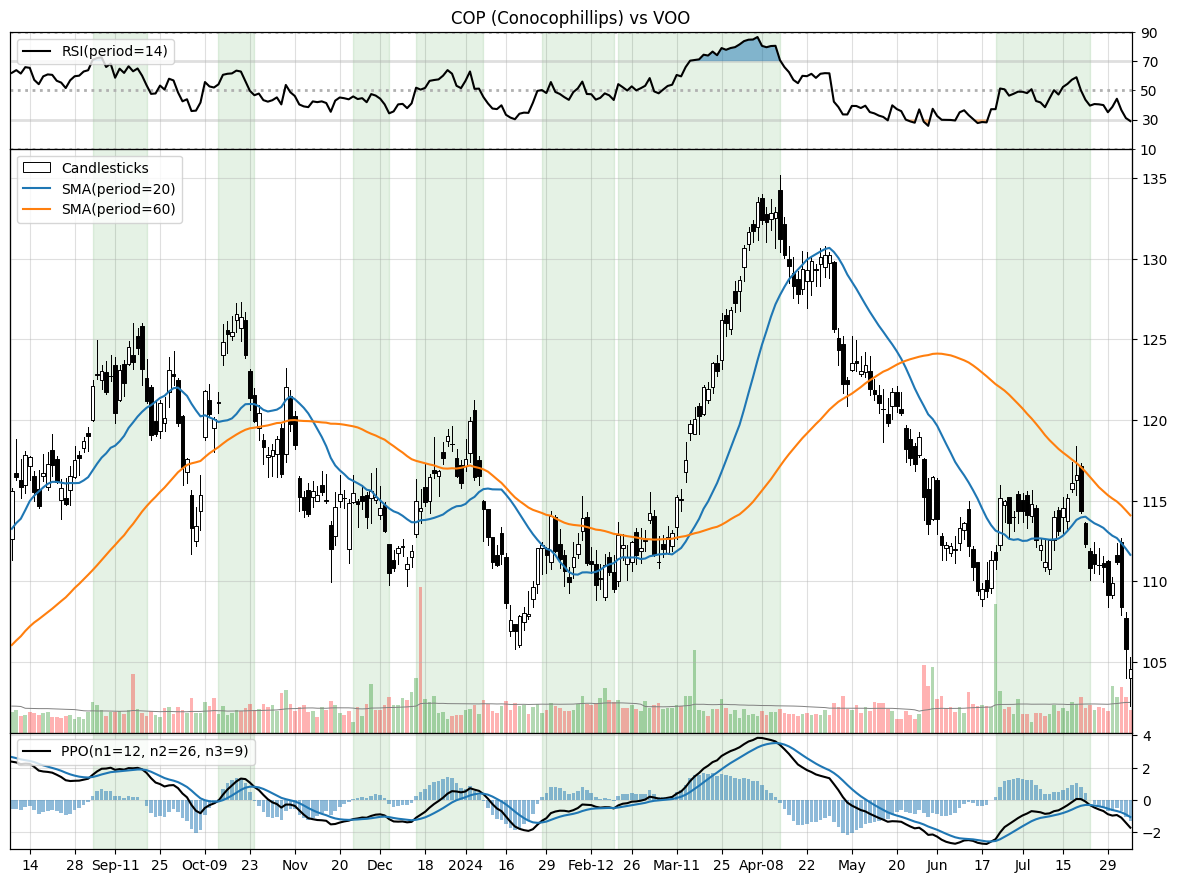 COP (Conocophillips) vs VOO
RSI(period=14)
90
70
50
30
10
Candlesticks
SMA(period=20)
SMA(period=60)
135
130
125
120
115
110
105
PPO(n1=12, n2=26, n3=9)
4
2
0
−2
14 28 Sep-11 25 Oct-09 23 Nov 20 Dec 18 2024 16 29 Feb-12 26 Mar-11 25 Apr-08 22 May 20 Jun 17 Jul 15 29